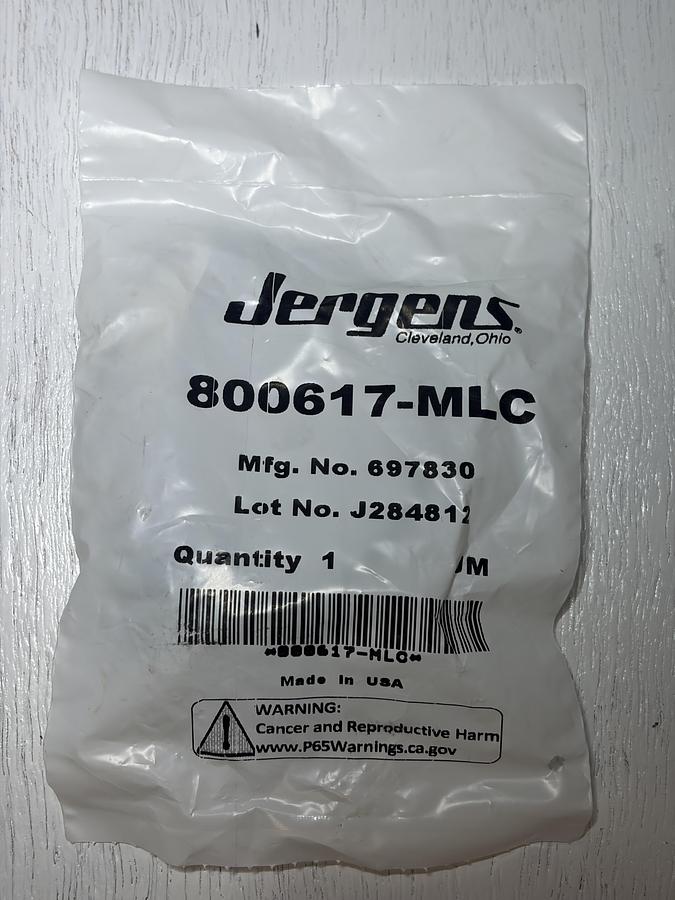 Jergens®
Cleveland, Ohio
800617-MLC
Mfg. No. 697830
Lot No. J284812
Quantity 1
*800617-MLC*
Made In USA
WARNING:
Cancer and Reproductive Harm
www.P65Warnings.ca.gov